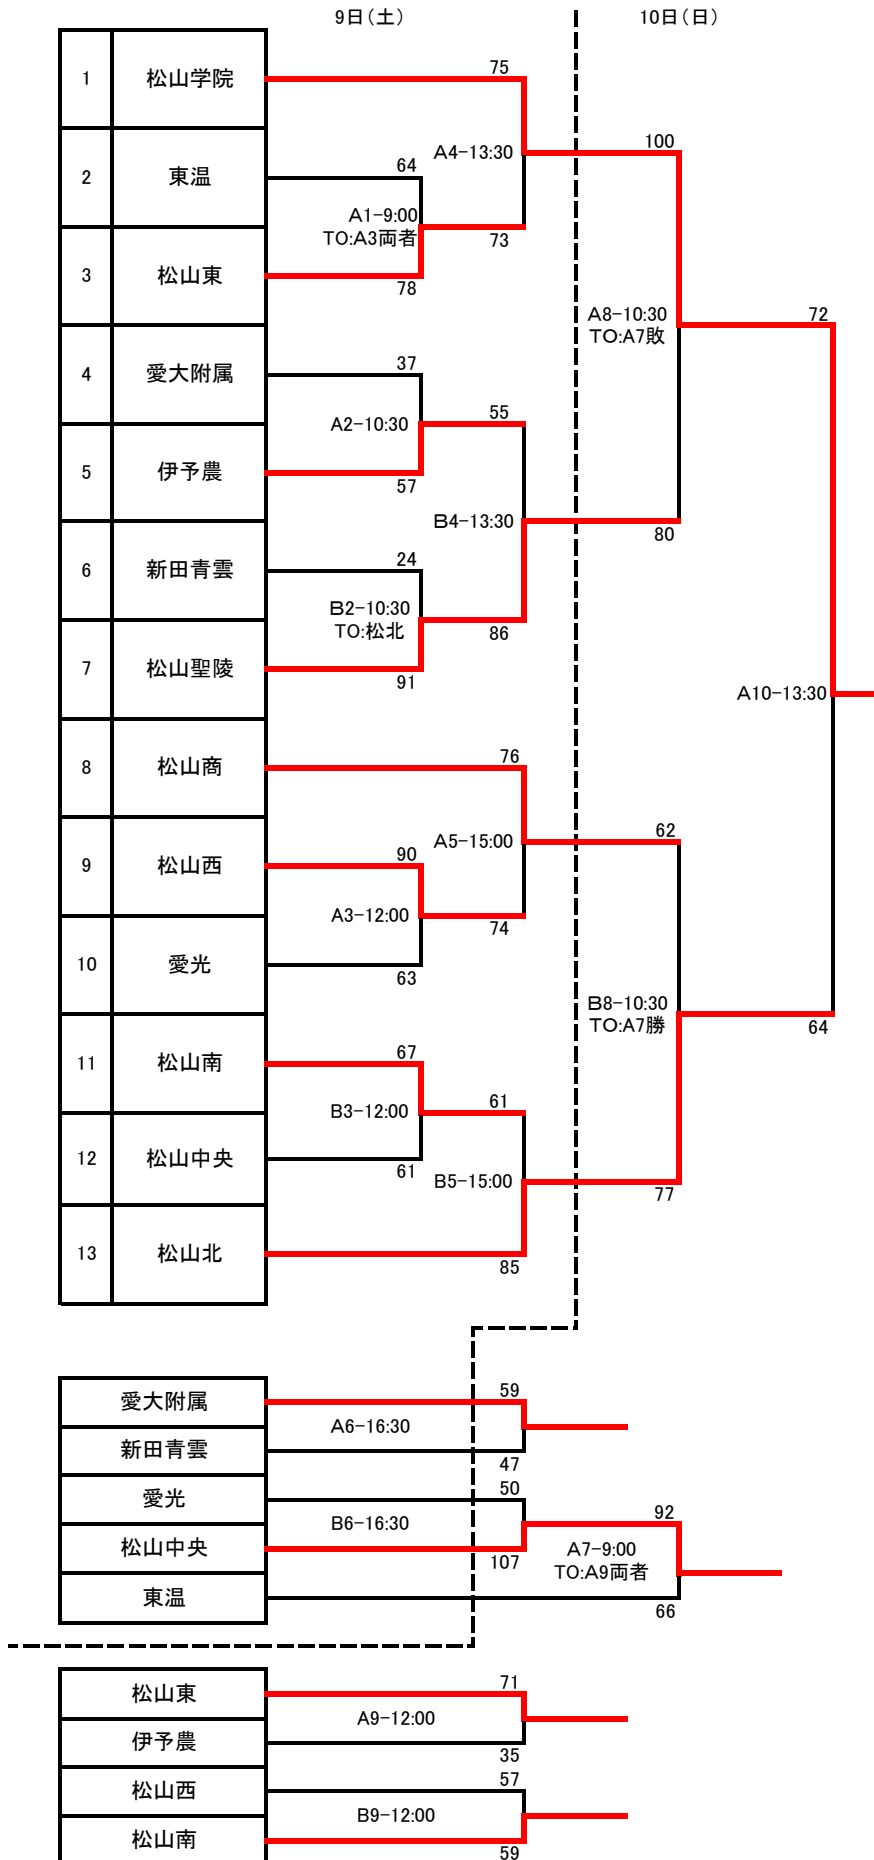 9日(土)
10日(日)
1 松山学院
75
100
2 東温
64
A4-13:30
A1-9:00
TO:A3両者
73
3 松山東
78
A8-10:30
TO:A7敗
72
4 愛大附属
37
55
A2-10:30
5 伊予農
57
B4-13:30
80
6 新田青雲
24
B2-10:30
TO:松北
86
7 松山聖陵
91
A10-13:30
8 松山商
76
62
A5-15:00
9 松山西
90
A3-12:00
74
10 愛光
63
B8-10:30
TO:A7勝
64
11 松山南
67
61
B3-12:00
12 松山中央
61
B5-15:00
77
13 松山北
85
愛大附属
59
A6-16:30
新田青雲
47
愛光
50
B6-16:30
92
松山中央
107
A7-9:00
TO:A9両者
東温
66
松山東
71
A9-12:00
伊予農
35
松山西
57
B9-12:00
松山南
59